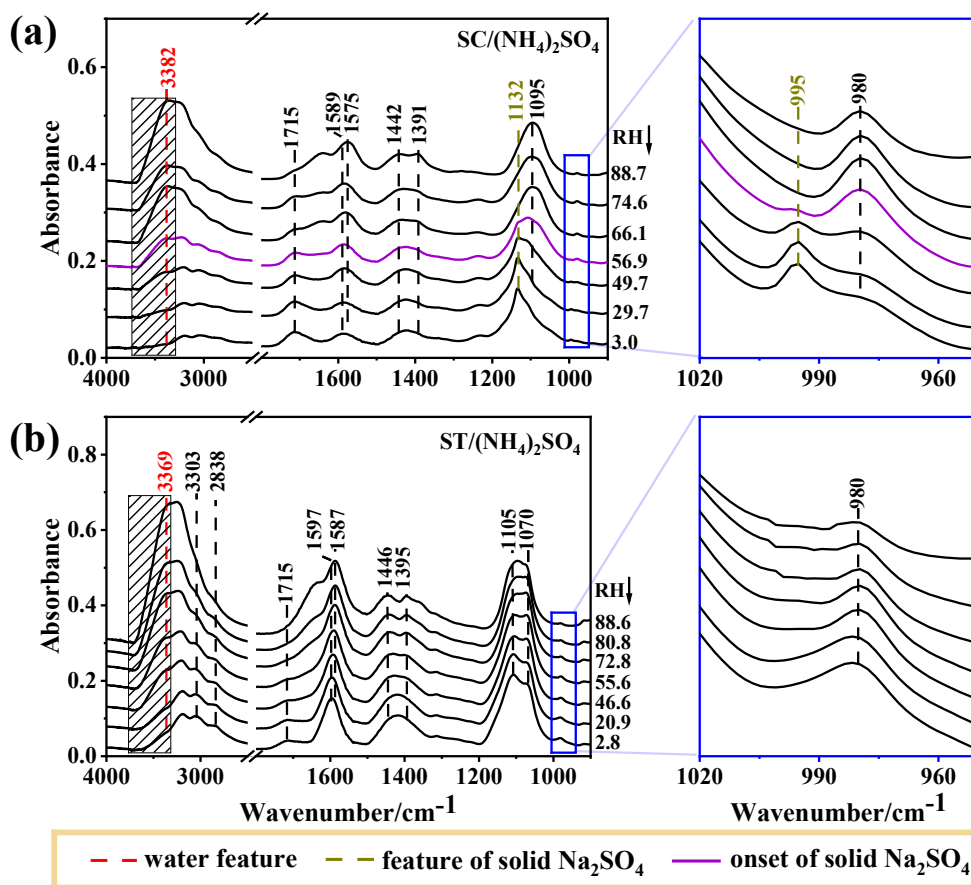 (a)
SC/(NH₄)₂SO₄
3382
1715
1589
1575
1442
1391
1132
1095
RH↓
88.7
74.6
66.1
56.9
49.7
29.7
3.0
Absorbance
0.6
0.4
0.2
0.0
4000 3000 1600 1400 1200 1000
995
980
1020 990 960
(b)
ST/(NH₄)₂SO₄
3369
3303
2838
1715
1597
1587
1446
1395
1105
1070
RH↓
88.6
80.8
72.8
55.6
46.6
20.9
2.8
Absorbance
0.8
0.6
0.4
0.2
0.0
4000 3000 1600 1400 1200 1000
Wavenumber/cm⁻¹
980
1020 990 960
Wavenumber/cm⁻¹
water feature feature of solid Na₂SO₄ onset of solid Na₂SO₄